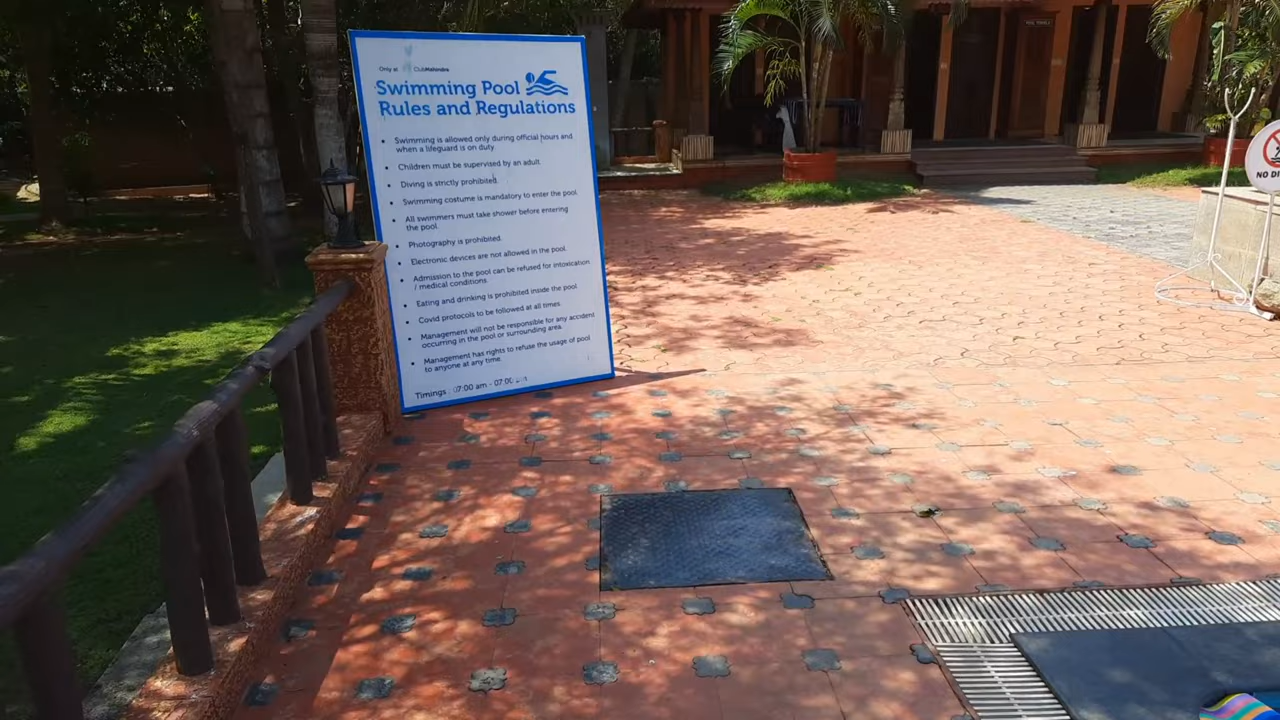 Only at ClubMahindra
Swimming Pool
Rules and Regulations
• Swimming is allowed only during official hours and
when a lifeguard is on duty.
• Children must be supervised by an adult.
• Diving is strictly prohibited.
• Swimming costume is mandatory to enter the pool.
• All swimmers must take shower before entering
the pool.
• Photography is prohibited.
• Electronic devices are not allowed in the pool.
• Admission to the pool can be refused for intoxication
/ medical conditions.
• Eating and drinking is prohibited inside the pool.
• Covid protocols to be followed at all times.
• Management will not be responsible for any accident
occurring in the pool or surrounding area.
• Management has rights to refuse the usage of pool
to anyone at any time.
Timings : 07:00 am - 07:00
NO DI